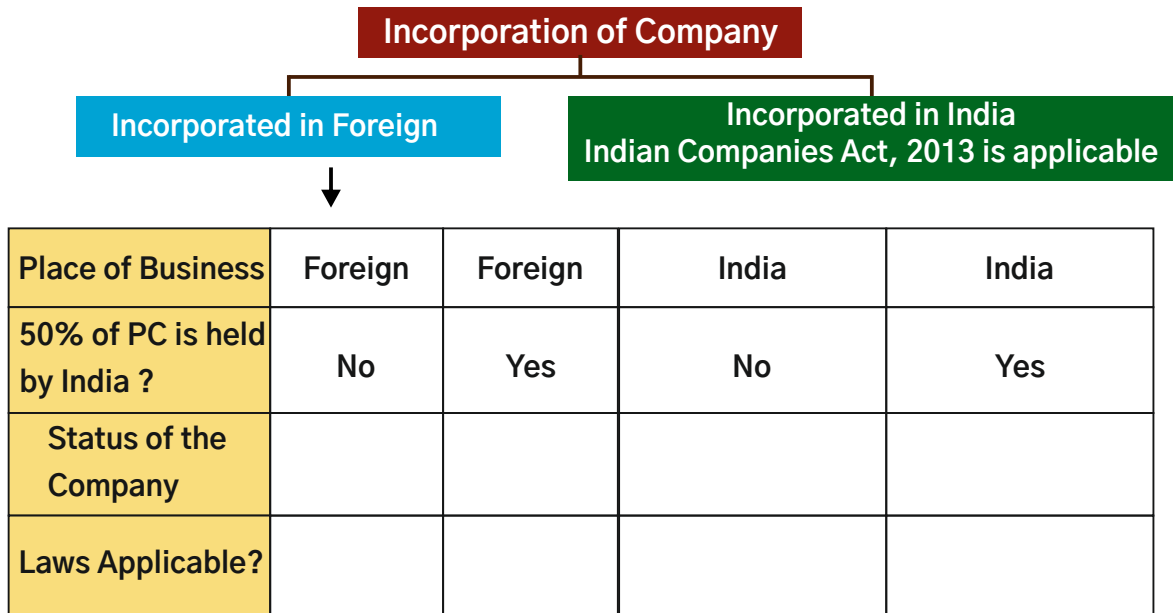 Incorporation of Company
Incorporated in Foreign
Incorporated in India
Indian Companies Act, 2013 is applicable
Place of Business Foreign Foreign India India
50% of PC is held
by India ? No Yes No Yes
Status of the
Company
Laws Applicable?